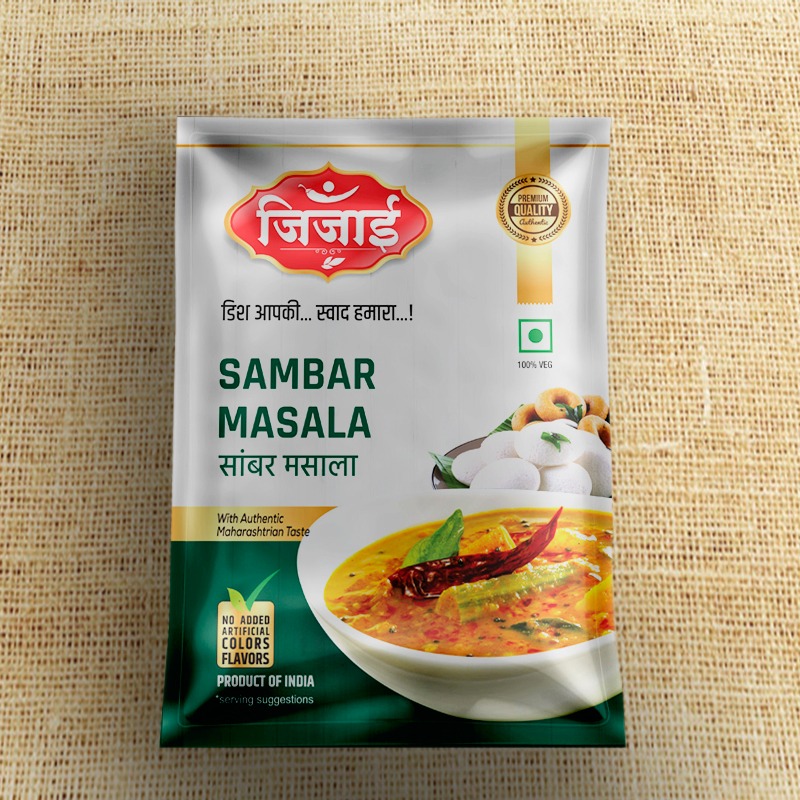 जिजाई
PREMIUM
QUALITY
Authentic
डिश आपकी... स्वाद हमारा...!
100% VEG
SAMBAR
MASALA
सांबर मसाला
With Authentic
Maharashtrian Taste
NO ADDED
ARTIFICIAL
COLORS
FLAVORS
PRODUCT OF INDIA
*serving suggestions